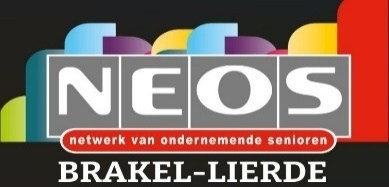 NEOS
netwerk van ondernemende senioren
BRAKEL-LIERDE